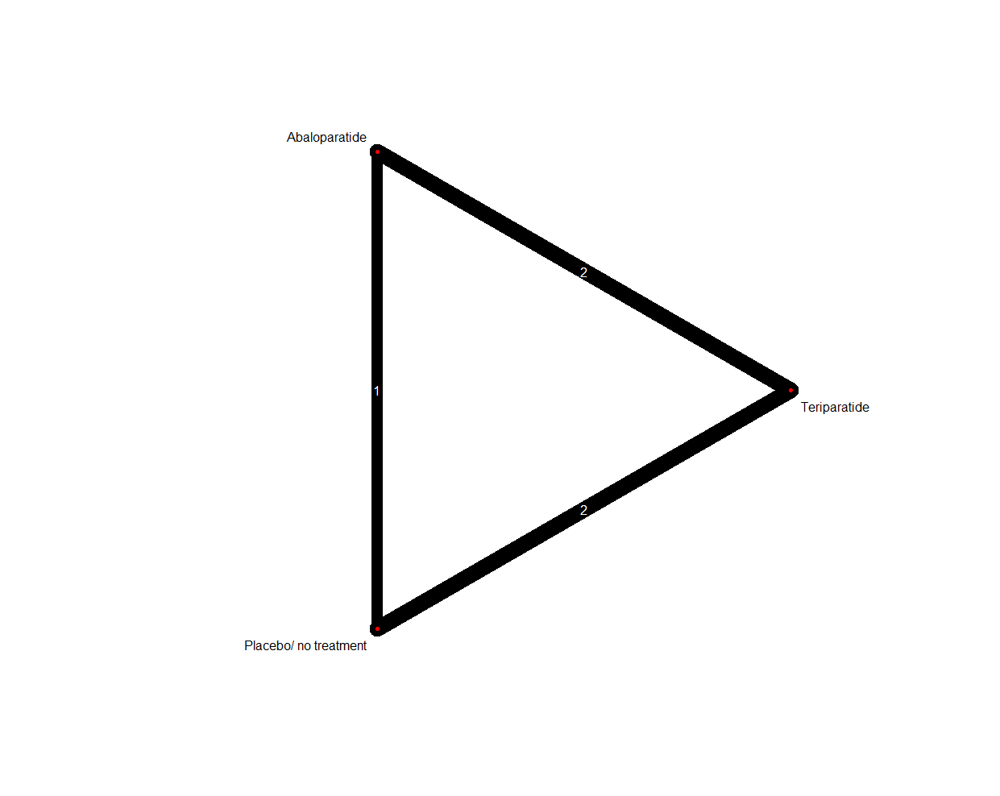 Abaloparatide
2
1
Teriparatide
2
Placebo/ no treatment